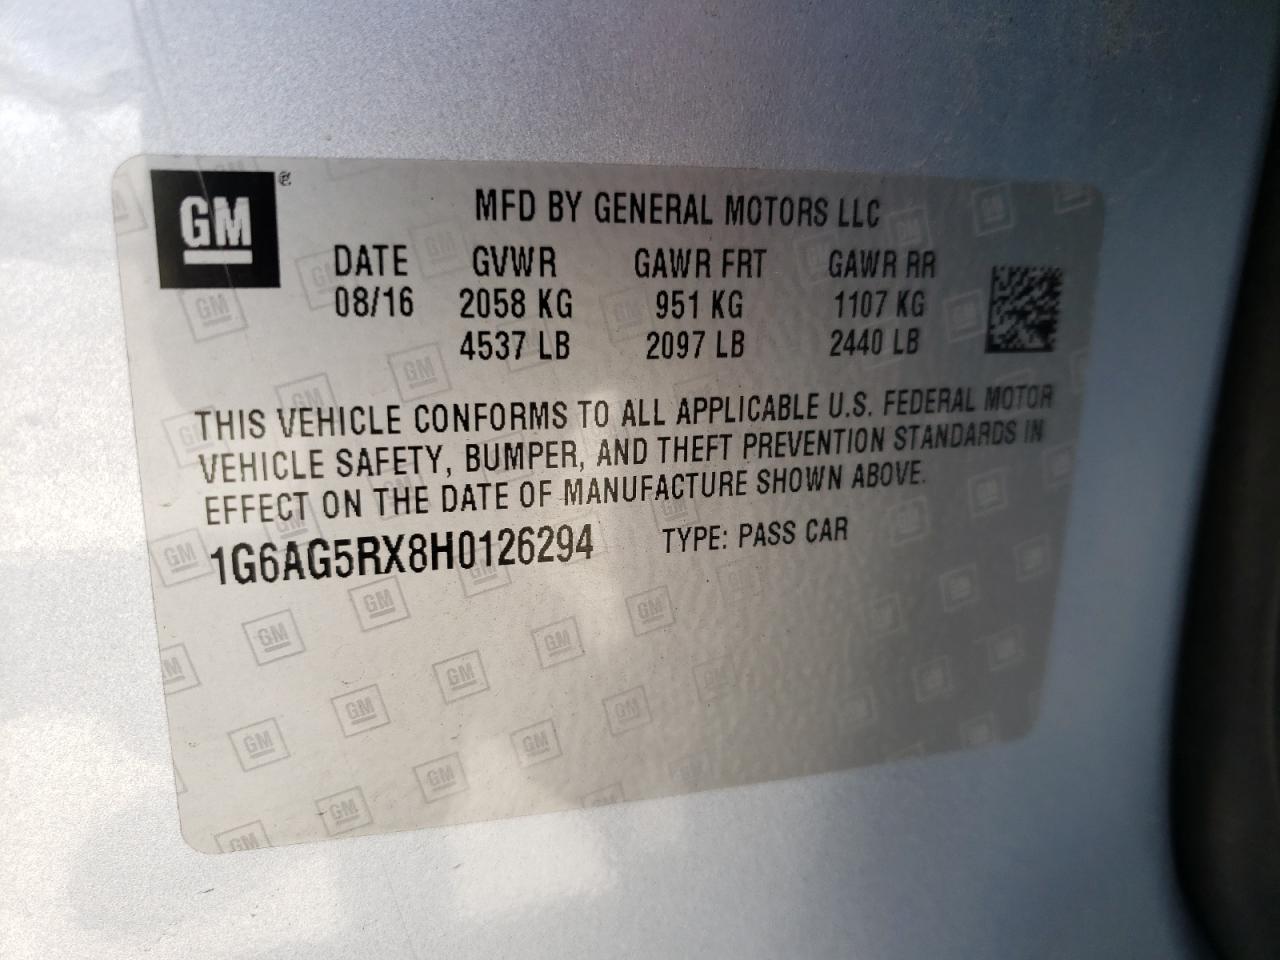 GM
MFD BY GENERAL MOTORS LLC
DATE GVWR GAWR FRT GAWR RR
08/16 2058 KG 951 KG 1107 KG
4537 LB 2097 LB 2440 LB
THIS VEHICLE CONFORMS TO ALL APPLICABLE U.S. FEDERAL MOTOR
VEHICLE SAFETY, BUMPER, AND THEFT PREVENTION STANDARDS IN
EFFECT ON THE DATE OF MANUFACTURE SHOWN ABOVE.
1G6AG5RX8H0126294 TYPE: PASS CAR